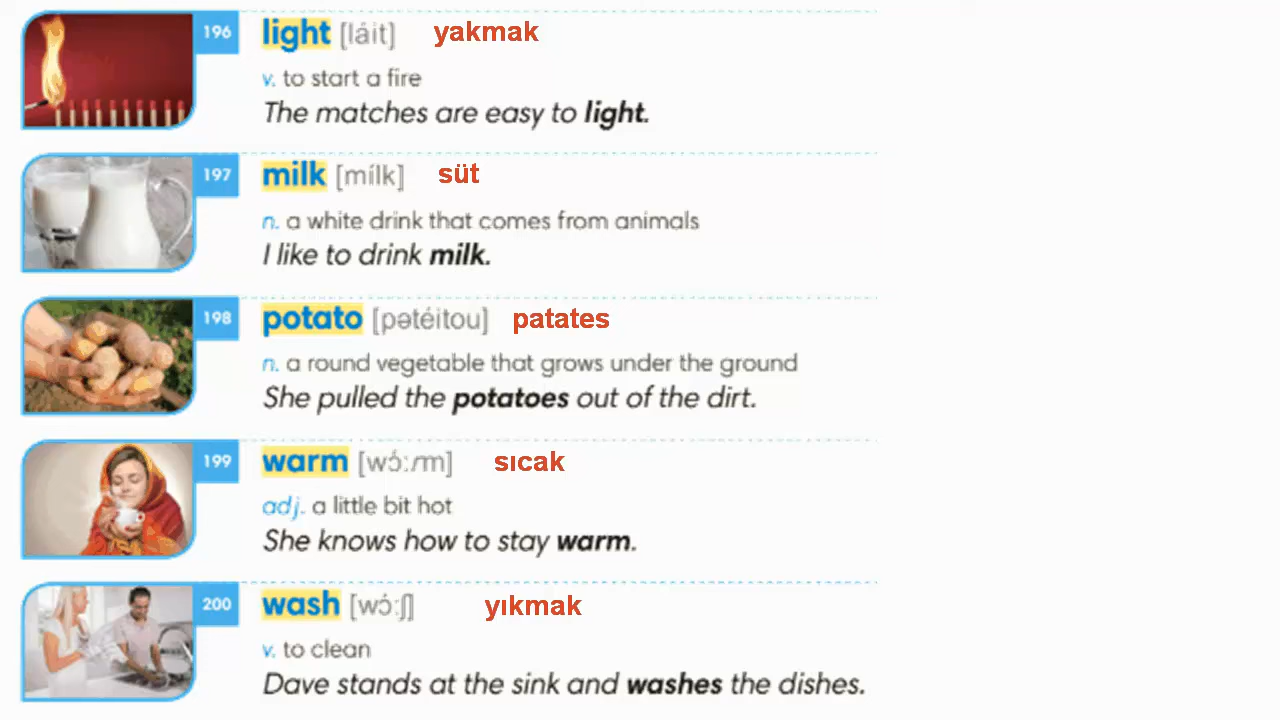 196 light [láit] yakmak
v. to start a fire
The matches are easy to light.
197 milk [mílk] süt
n. a white drink that comes from animals
I like to drink milk.
198 potato [pətéitou] patates
n. a round vegetable that grows under the ground
She pulled the potatoes out of the dirt.
199 warm [wɔ́ːrm] sıcak
adj. a little bit hot
She knows how to stay warm.
200 wash [wɔ́ːʃ] yıkmak
v. to clean
Dave stands at the sink and washes the dishes.